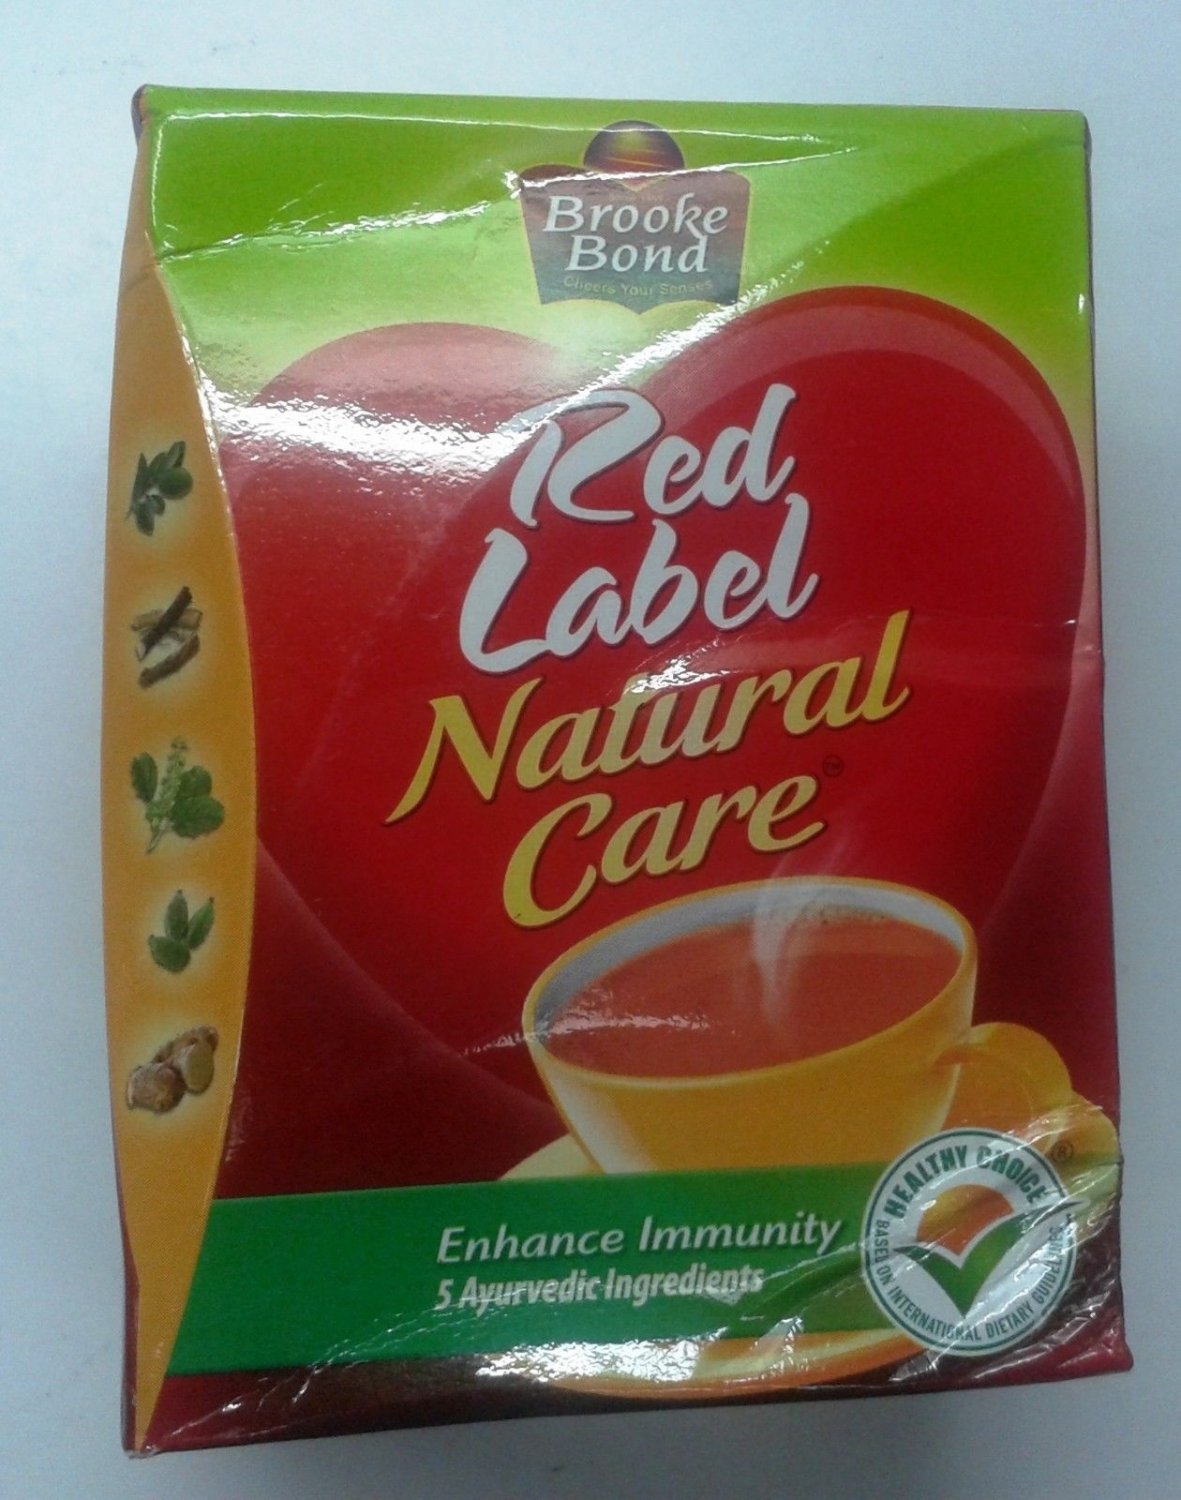 Brooke
Bond
Cheers Your Senses
Red
Label
Natural
Care™
Enhance Immunity
5 Ayurvedic Ingredients
HEALTHY CHOICE ®
BASED ON INTERNATIONAL DIETARY GUIDELINES